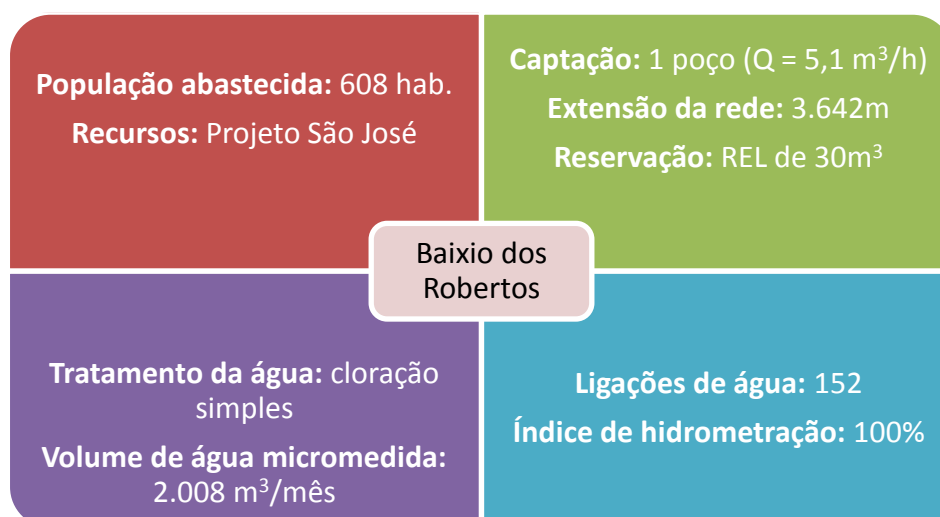 População abastecida: 608 hab.
Recursos: Projeto São José
Captação: 1 poço (Q = 5,1 m³/h)
Extensão da rede: 3.642m
Reservação: REL de 30m³
Baixio dos
Robertos
Tratamento da água: cloração
simples
Volume de água micromedida:
2.008 m³/mês
Ligações de água: 152
Índice de hidrometração: 100%